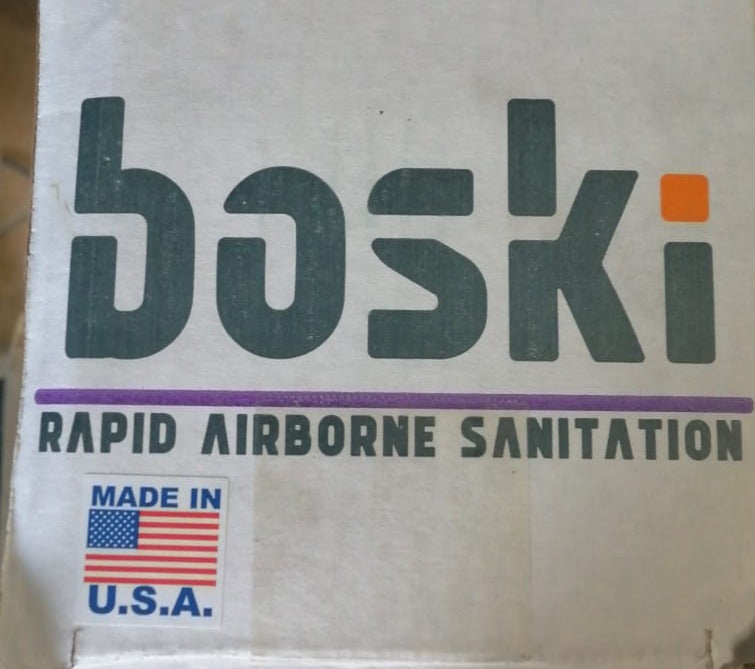 boski
RAPID AIRBORNE SANITATION
MADE IN
U.S.A.